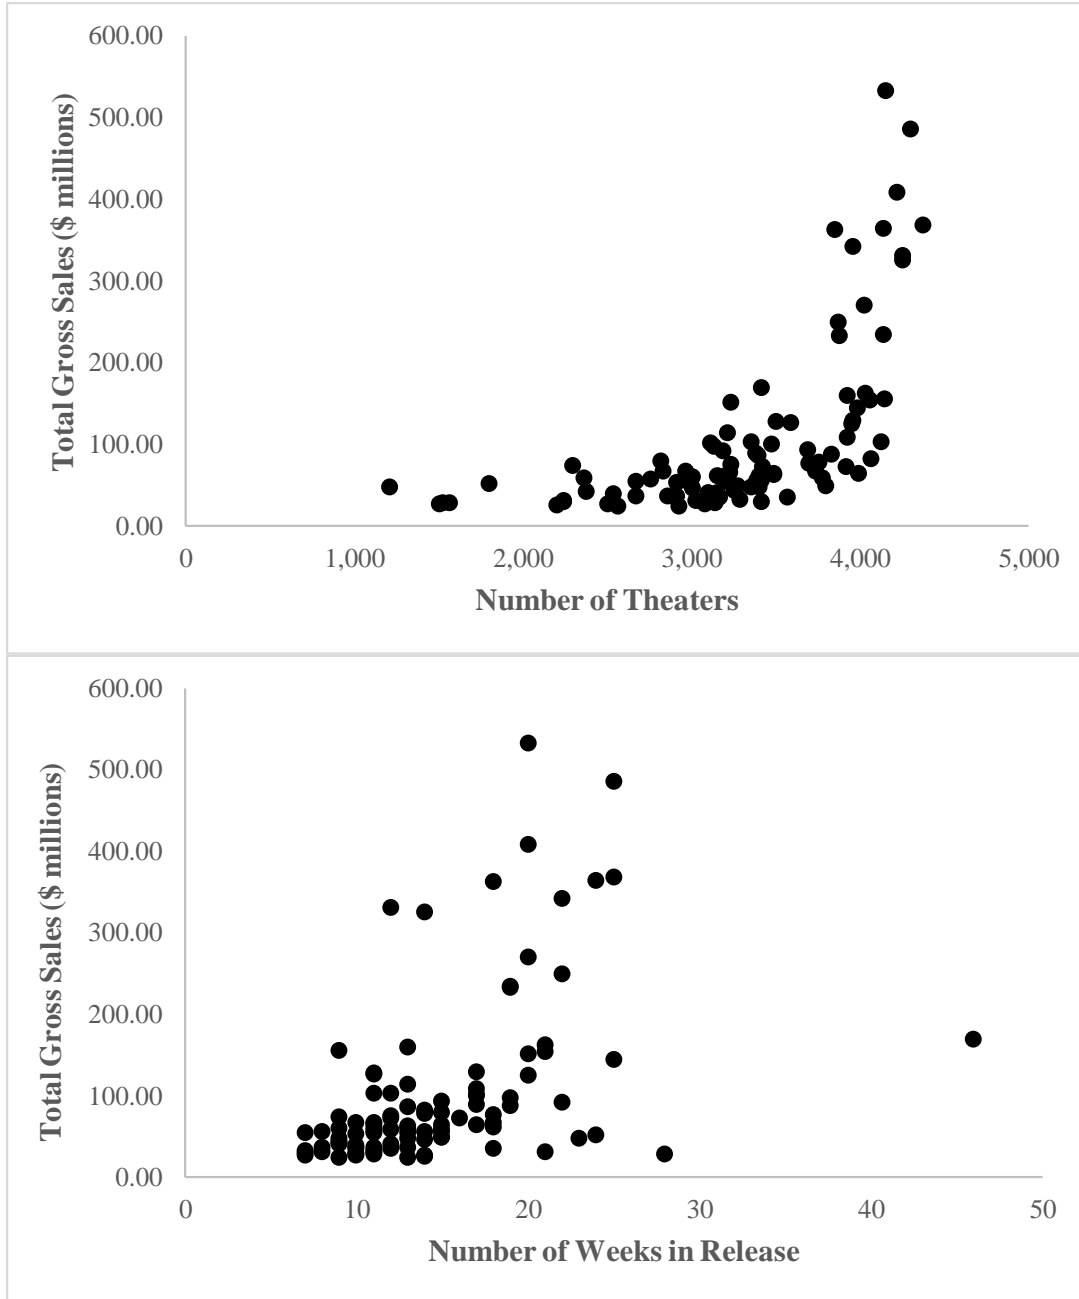 600.00
500.00
400.00
300.00
200.00
100.00
0.00
Total Gross Sales ($ millions)
0 1,000 2,000 3,000 4,000 5,000
Number of Theaters
600.00
500.00
400.00
300.00
200.00
100.00
0.00
Total Gross Sales ($ millions)
0 10 20 30 40 50
Number of Weeks in Release